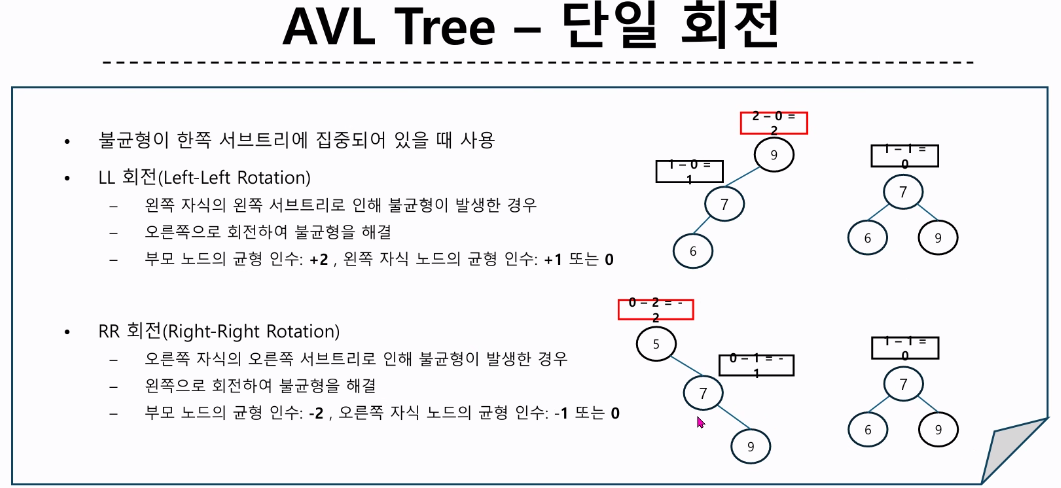 AVL Tree – 단일 회전
• 불균형이 한쪽 서브트리에 집중되어 있을 때 사용
• LL 회전(Left-Left Rotation)
– 왼쪽 자식의 왼쪽 서브트리로 인해 불균형이 발생한 경우
– 오른쪽으로 회전하여 불균형을 해결
– 부모 노드의 균형 인수: +2 , 왼쪽 자식 노드의 균형 인수: +1 또는 0
2 – 0 =
2
9
1 – 0 =
1
7
6
1 – 1 =
0
7
6
9
• RR 회전(Right-Right Rotation)
– 오른쪽 자식의 오른쪽 서브트리로 인해 불균형이 발생한 경우
– 왼쪽으로 회전하여 불균형을 해결
– 부모 노드의 균형 인수: -2 , 오른쪽 자식 노드의 균형 인수: -1 또는 0
0 – 2 = -
2
5
0 – 1 = -
1
7
9
1 – 1 =
0
7
6
9